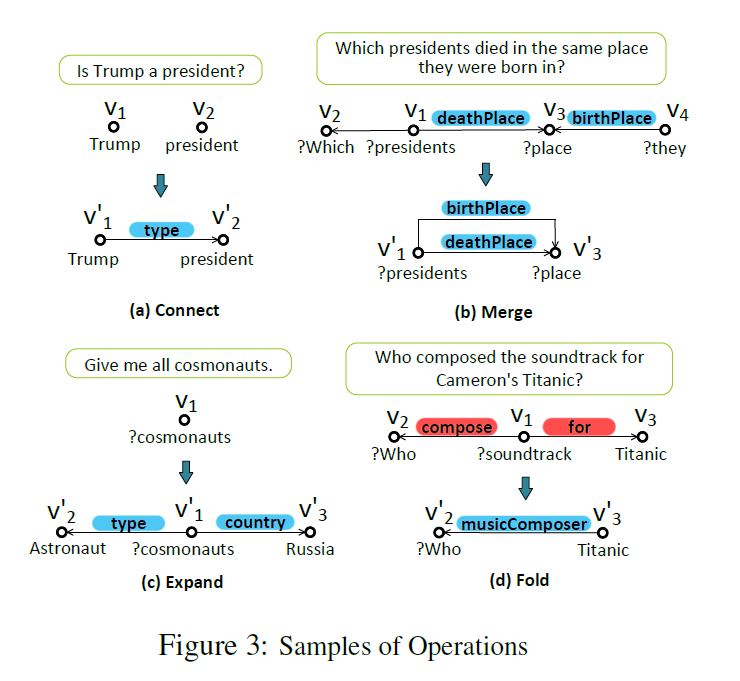 Is Trump a president?
V1 V2
Trump president
V'1 type V'2
Trump president
(a) Connect
Which presidents died in the same place
they were born in?
V2 V1 deathPlace V3 birthPlace V4
?Which ?presidents ?place ?they
birthPlace
V'1 deathPlace V'3
?presidents ?place
(b) Merge
Give me all cosmonauts.
V1
?cosmonauts
V'2 type V'1 country V'3
Astronaut ?cosmonauts Russia
(c) Expand
Who composed the soundtrack for
Cameron's Titanic?
V2 compose V1 for V3
?Who ?soundtrack Titanic
V'2 musicComposer V'3
?Who Titanic
(d) Fold
Figure 3: Samples of Operations